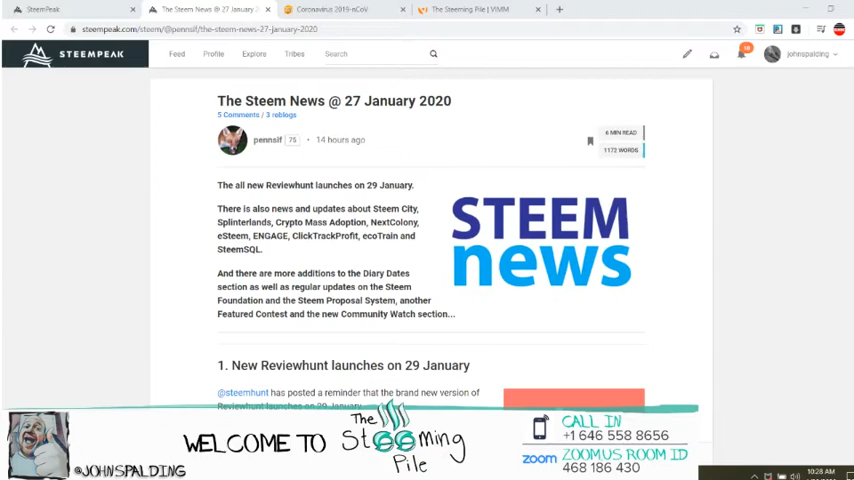 SteemPeak
The Steem News @ 27 January 2
Coronavirus 2019-nCoV
The Steeming Pile | VIMM
steempeak.com/steem/@pennsif/the-steem-news-27-january-2020
STEEMPEAK
Feed Profile Explore Tribes Search
johnspalding
The Steem News @ 27 January 2020
5 Comments / 3 reblogs
pennsif 75 · 14 hours ago
6 MIN READ
1172 WORDS
The all new Reviewhunt launches on 29 January.
There is also news and updates about Steem City,
Splinterlands, Crypto Mass Adoption, NextColony,
eSteem, ENGAGE, ClickTrackProfit, ecoTrain and
SteemSQL.
And there are more additions to the Diary Dates
section as well as regular updates on the Steem
Foundation and the Steem Proposal System, another
Featured Contest and the new Community Watch section...
STEEM
news
1. New Reviewhunt launches on 29 January
@steemhunt has posted a reminder that the brand new version of
Reviewhunt launches on 29 January.
@JOHNSPALDING
WELCOME TO
The
Steeming
Pile
CALL IN
+1 646 558 8656
zoom
ZOOM.US ROOM ID
468 186 430
10:28 AM